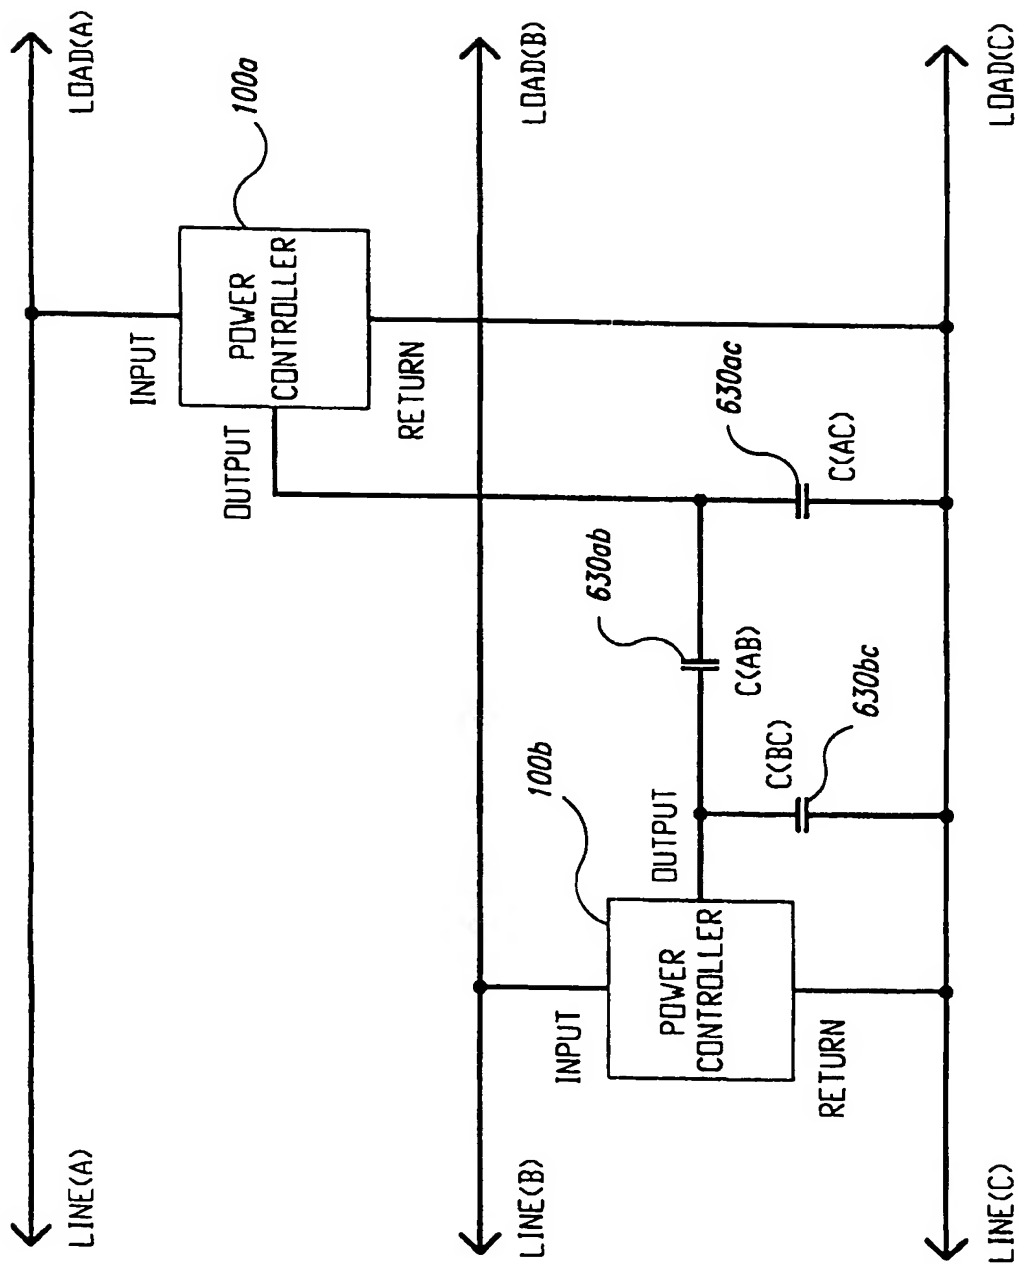 LINE(A)
LOAD(A)
INPUT
100a
POWER
CONTROLLER
OUTPUT
RETURN
LINE(B)
LOAD(B)
100b
630ab
INPUT
OUTPUT
C(AB)
630ac
POWER
CONTROLLER
C(BC)
C(AC)
RETURN
630bc
LINE(C)
LOAD(C)